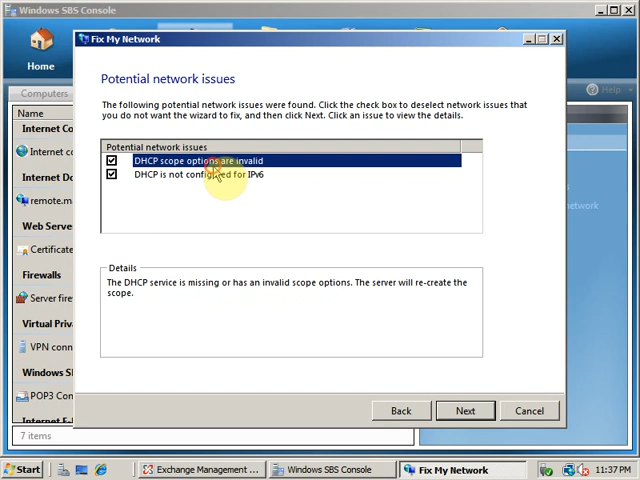 Windows SBS Console
Home
Computers
Help
Name
Internet Co
Internet co
Internet Do
remote.m
Web Server
Certificate
Firewalls
Server fire
Virtual Priva
VPN conn
Windows S
POP3 Con
Internet E-
7 items
Fix My Network
Potential network issues
The following potential network issues were found. Click the check box to deselect network issues that
you do not want the wizard to fix, and then click Next. Click an issue to view the details.
Potential network issues
DHCP scope options are invalid
DHCP is not configured for IPv6
Details
The DHCP service is missing or has an invalid scope options. The server will re-create the
scope.
Back
Next
Cancel
Start
Exchange Management ...
Windows SBS Console
Fix My Network
11:37 PM